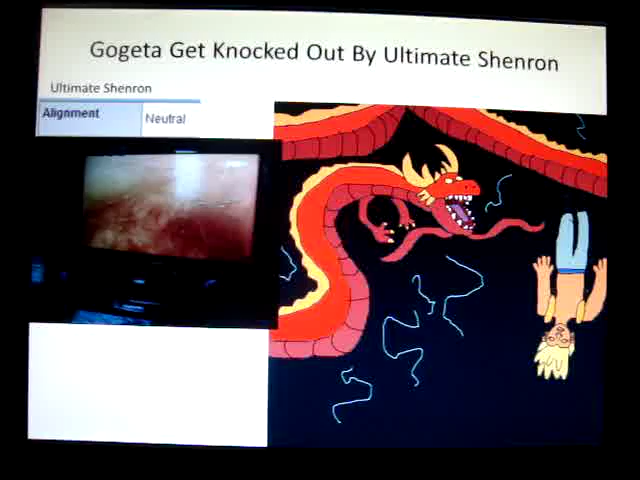 Gogeta Get Knocked Out By Ultimate Shenron
Ultimate Shenron
Alignment
Neutral